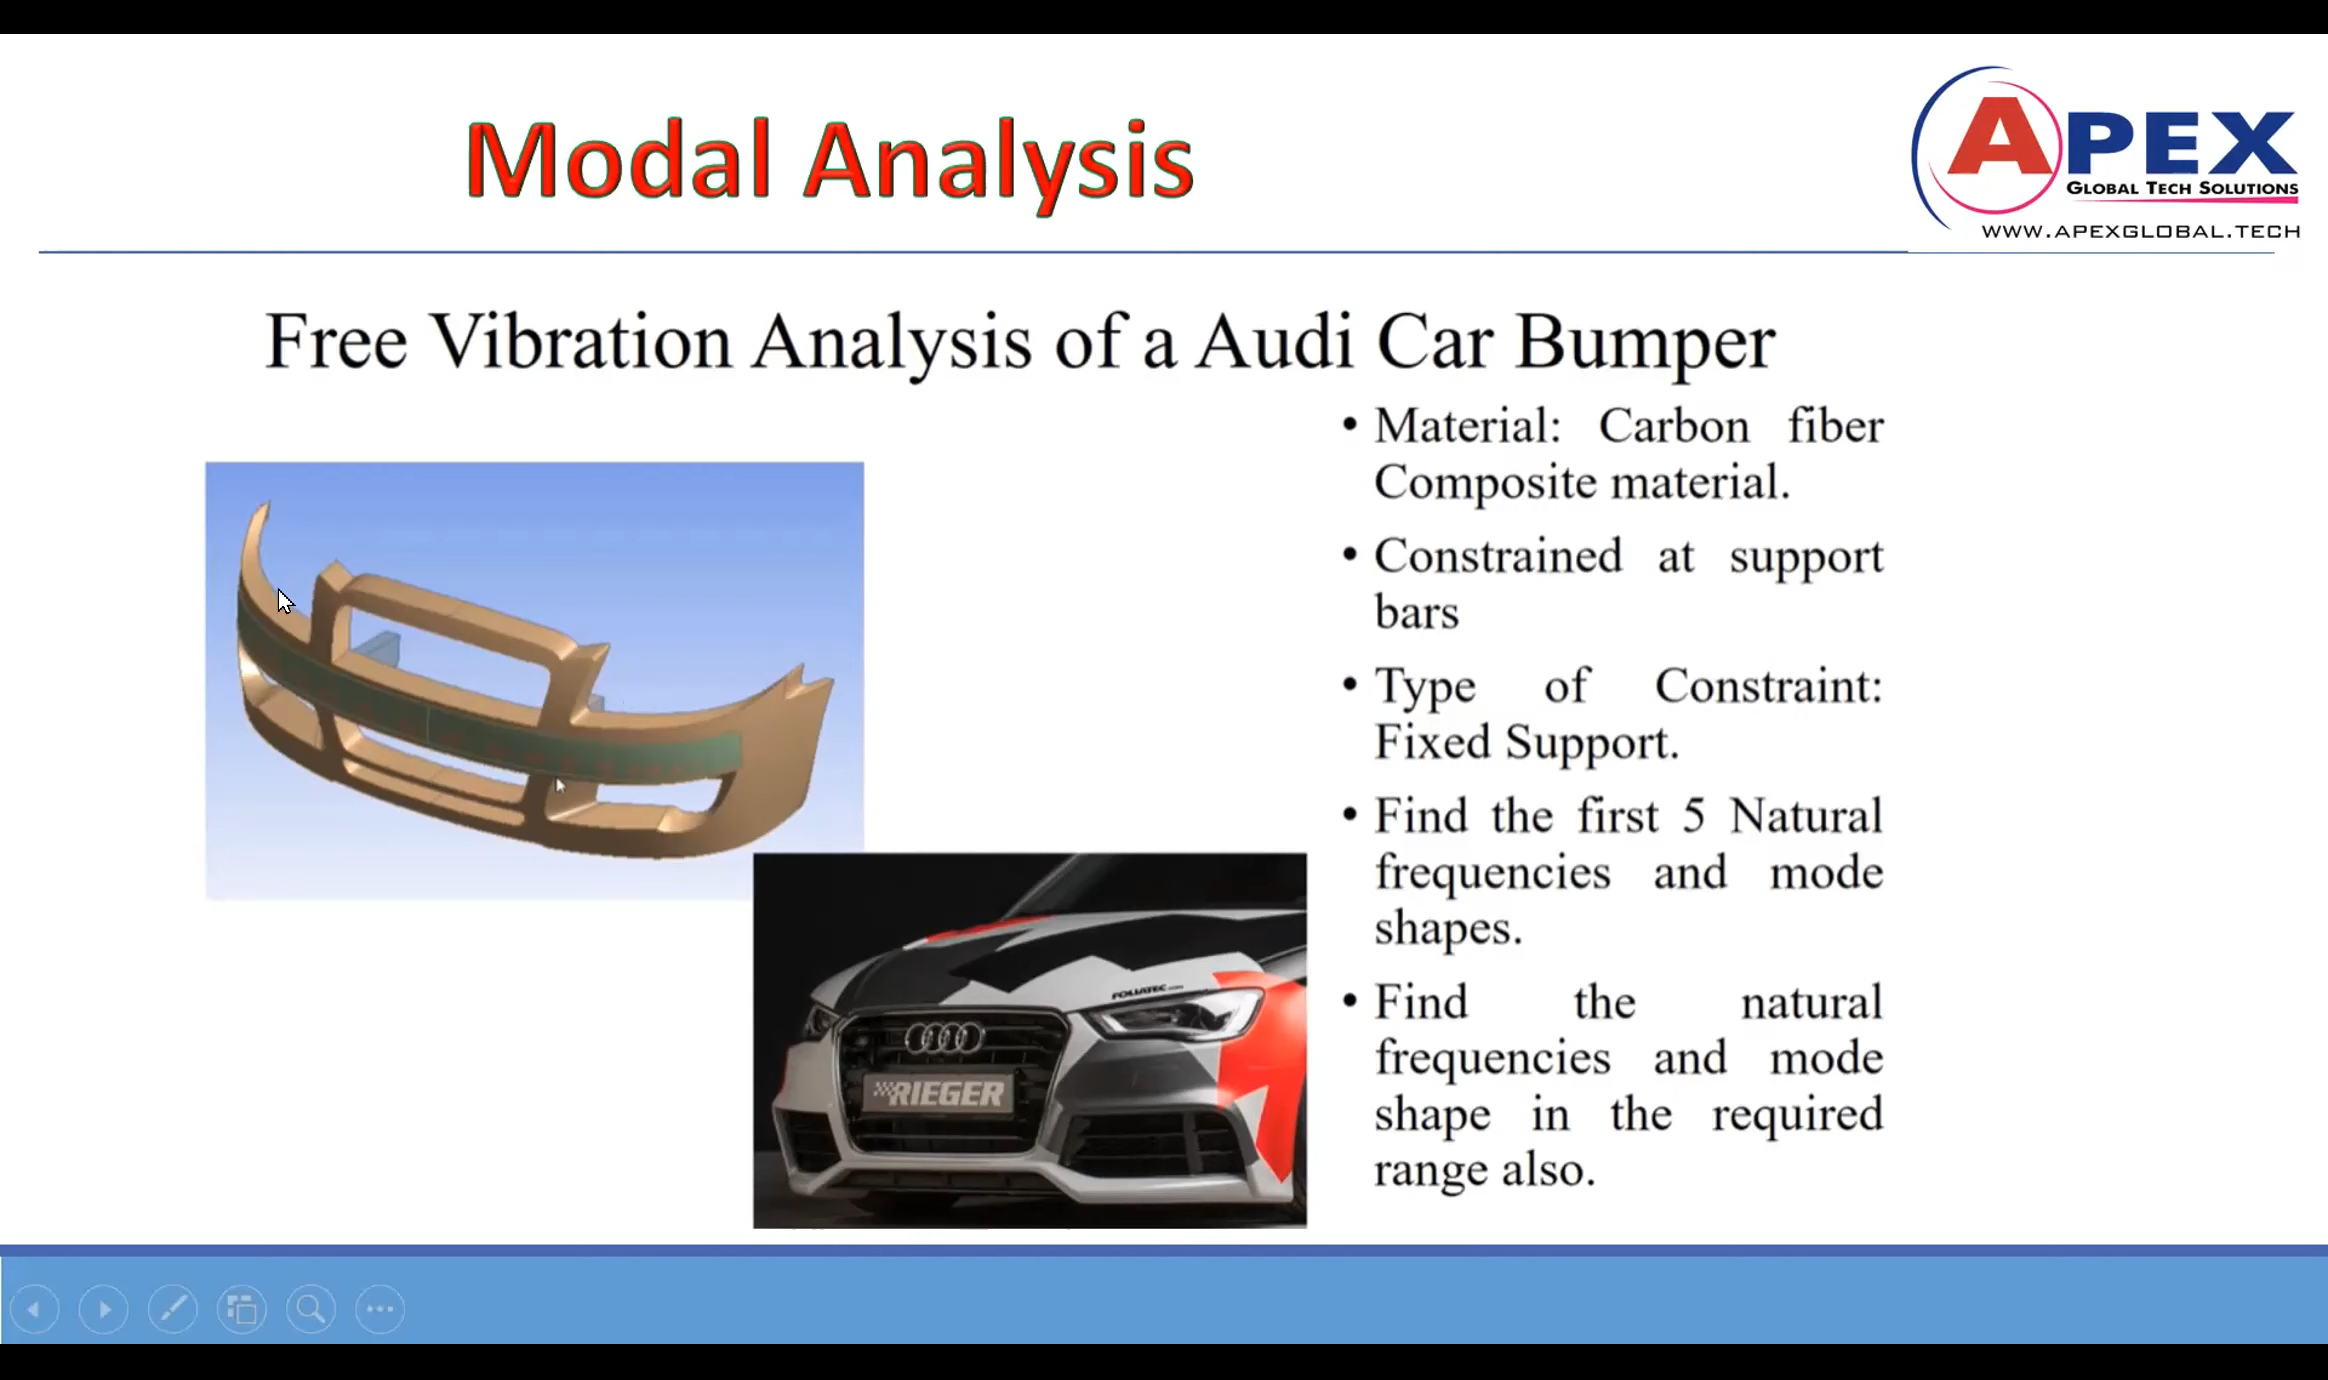 Modal Analysis
APEX
GLOBAL TECH SOLUTIONS
WWW.APEXGLOBAL.TECH
Free Vibration Analysis of a Audi Car Bumper
• Material: Carbon fiber
Composite material.
• Constrained at support
bars
• Type of Constraint:
Fixed Support.
• Find the first 5 Natural
frequencies and mode
shapes.
• Find the natural
frequencies and mode
shape in the required
range also.
FOLIATEC.com
RIEGER